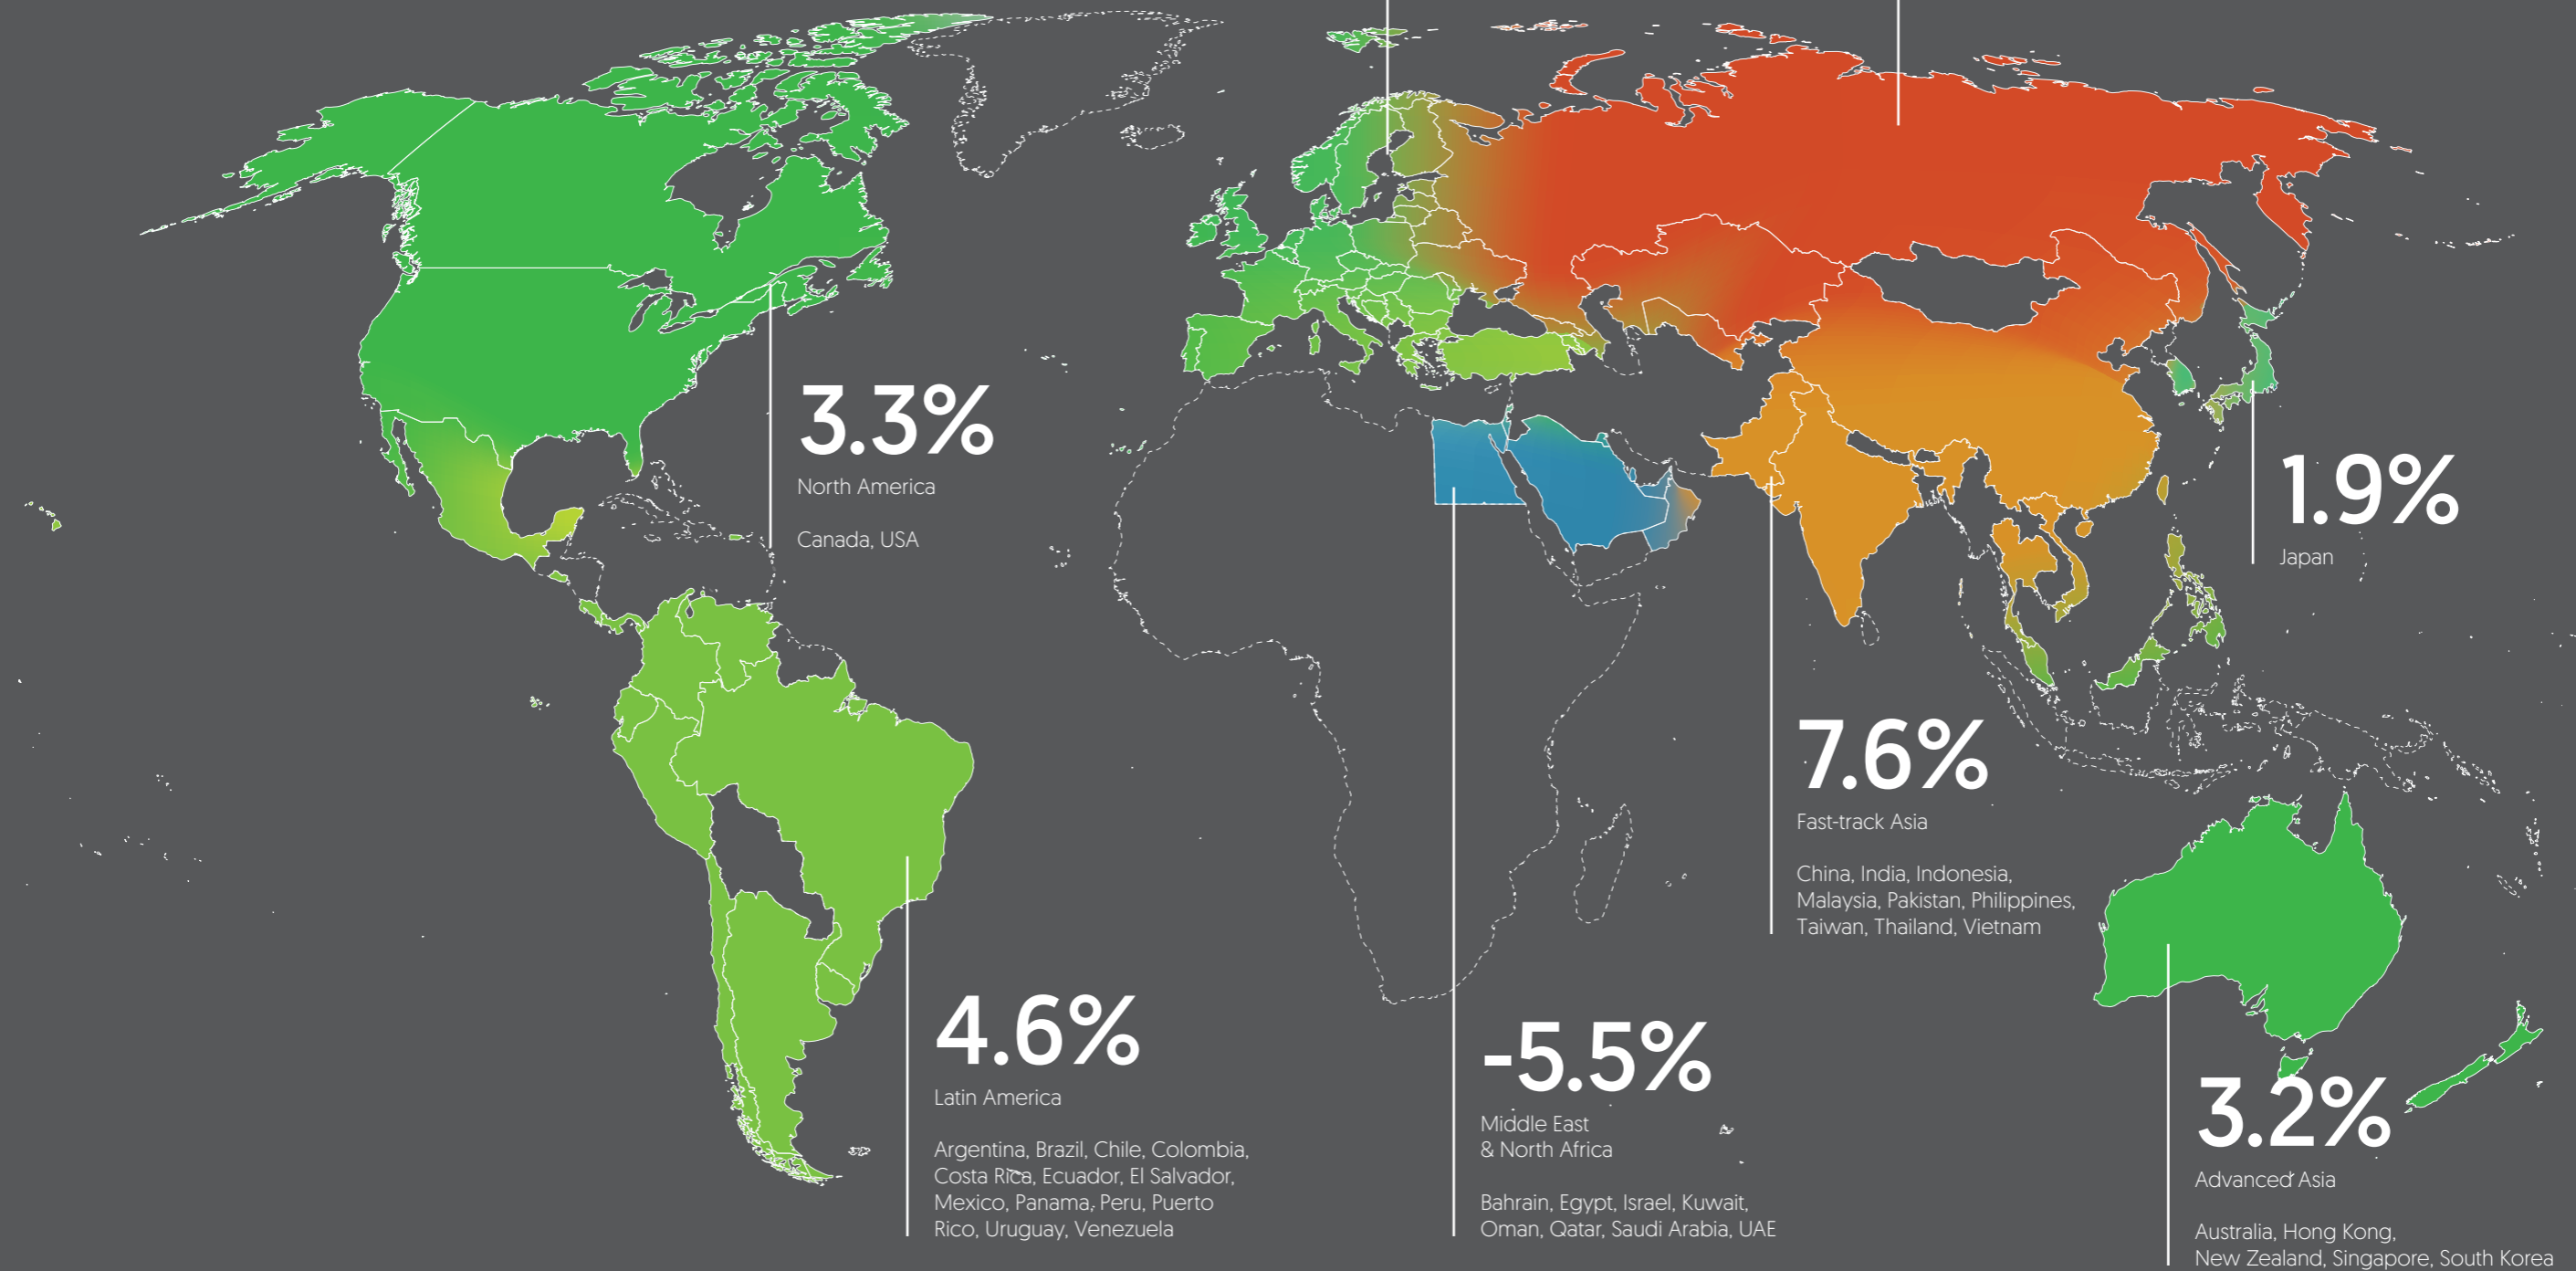 3.3%
North America
Canada, USA
1.9%
Japan
7.6%
Fast-track Asia
China, India, Indonesia,
Malaysia, Pakistan, Philippines,
Taiwan, Thailand, Vietnam
4.6%
Latin America
Argentina, Brazil, Chile, Colombia,
Costa Rica, Ecuador, El Salvador,
Mexico, Panama, Peru, Puerto
Rico, Uruguay, Venezuela
-5.5%
Middle East
& North Africa
Bahrain, Egypt, Israel, Kuwait,
Oman, Qatar, Saudi Arabia, UAE
3.2%
Advanced Asia
Australia, Hong Kong,
New Zealand, Singapore, South Korea